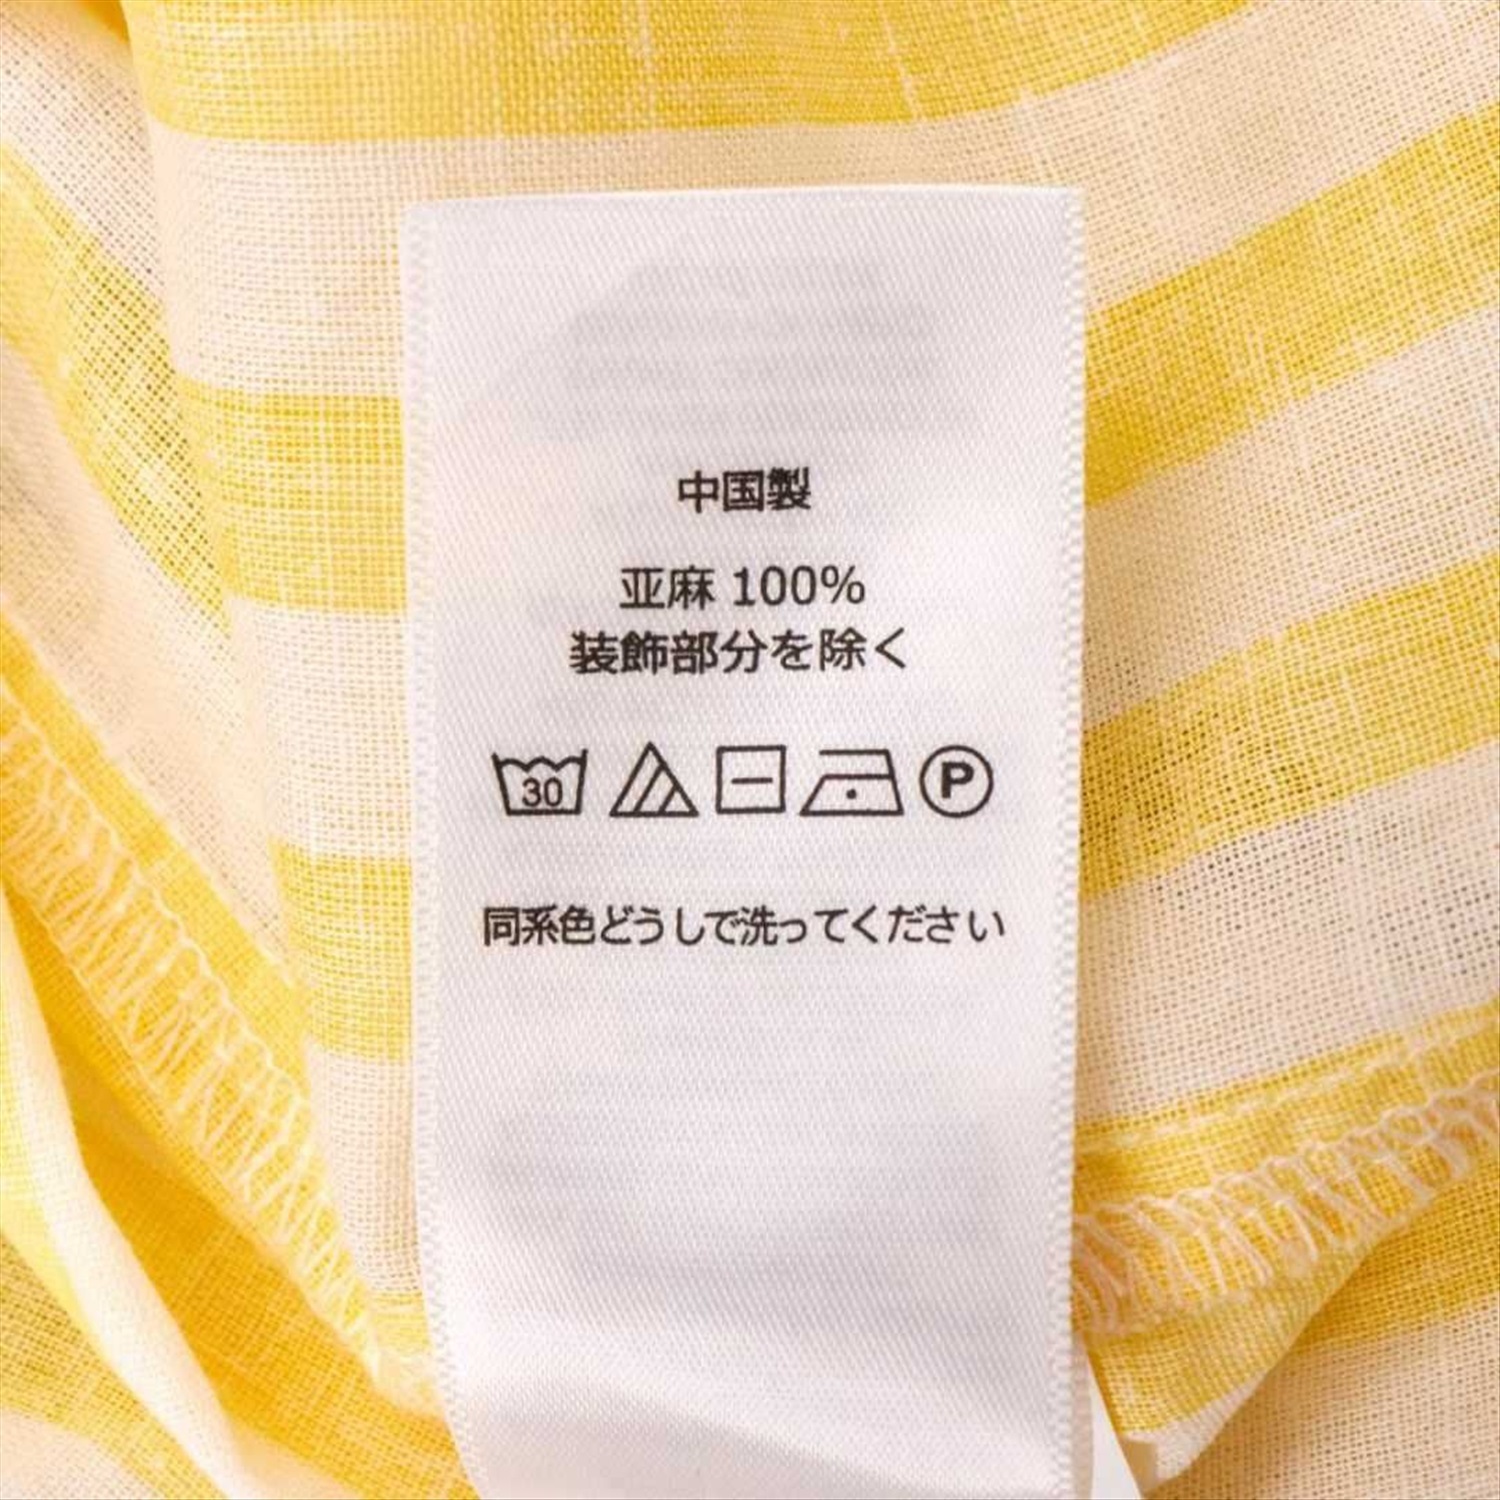 中国製
亜麻 100%
装飾部分を除く
30 P
同系色どうしで洗ってください